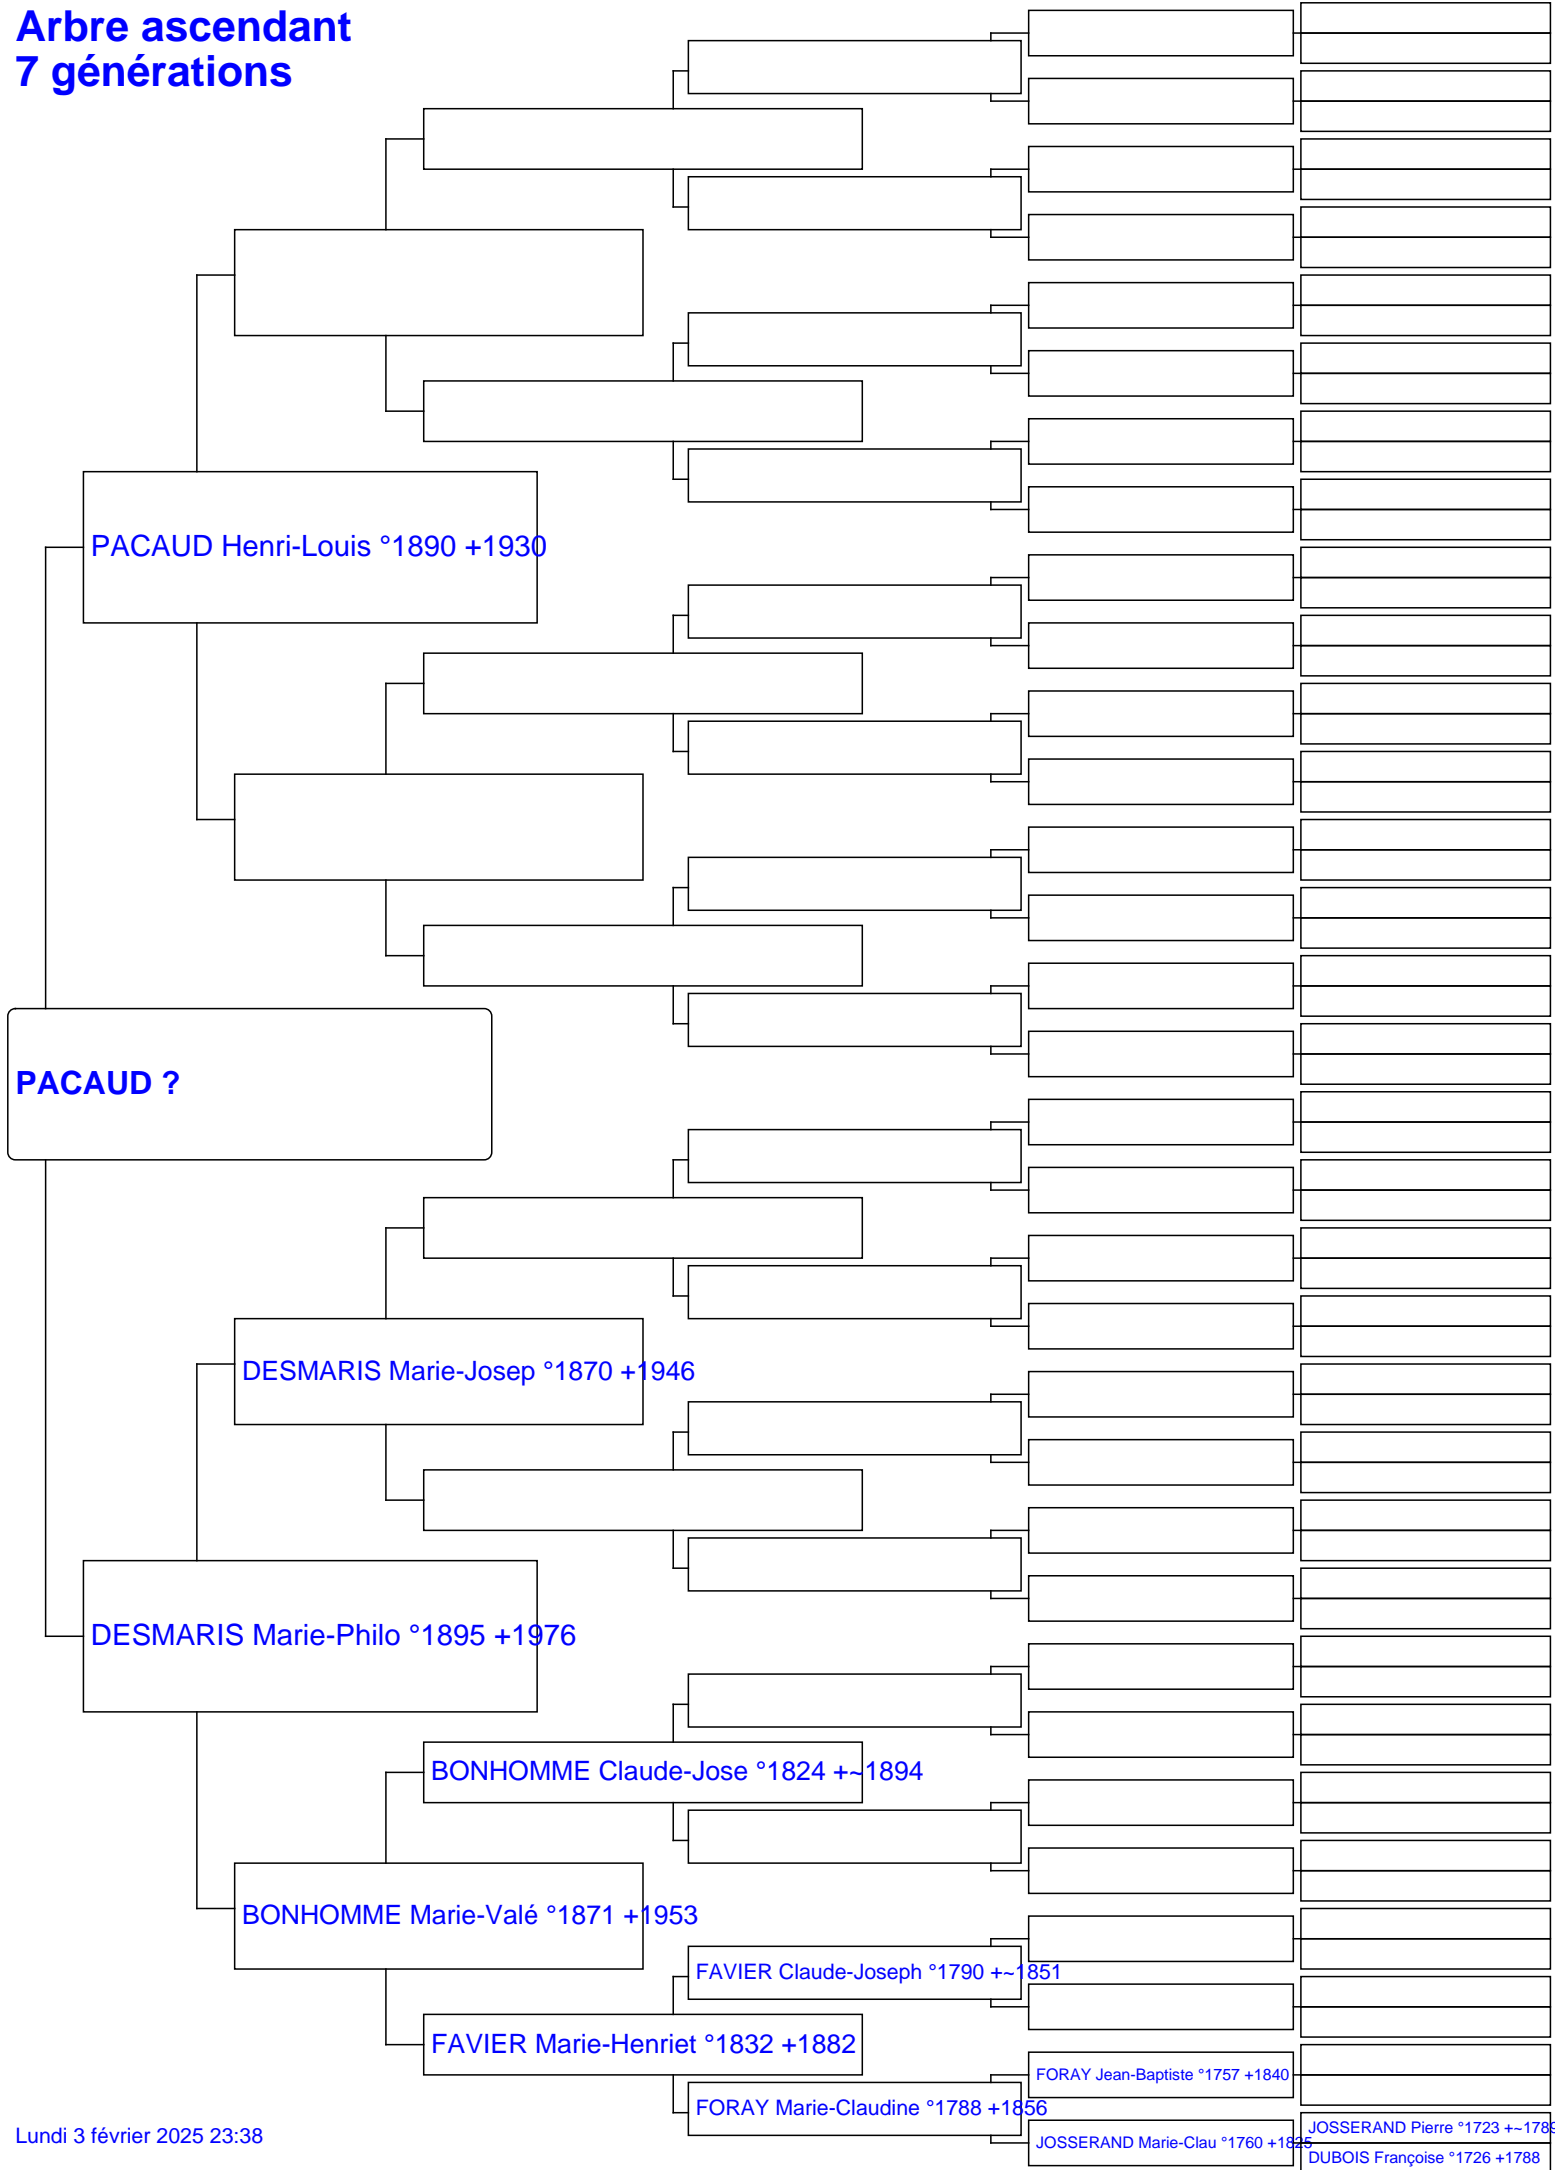 Arbre ascendant
7 générations
PACAUD Henri-Louis °1890 +1930
PACAUD ?
DESMARIS Marie-Josep °1870 +1946
DESMARIS Marie-Philo °1895 +1976
BONHOMME Claude-Jose °1824 +~1894
BONHOMME Marie-Valé °1871 +1953
FAVIER Claude-Joseph °1790 +~1851
FAVIER Marie-Henriet °1832 +1882
FORAY Jean-Baptiste °1757 +1840
FORAY Marie-Claudine °1788 +1856
JOSSERAND Marie-Clau °1760 +1825
JOSSERAND Pierre °1723 +~1789
DUBOIS Françoise °1726 +1788
Lundi 3 février 2025 23:38